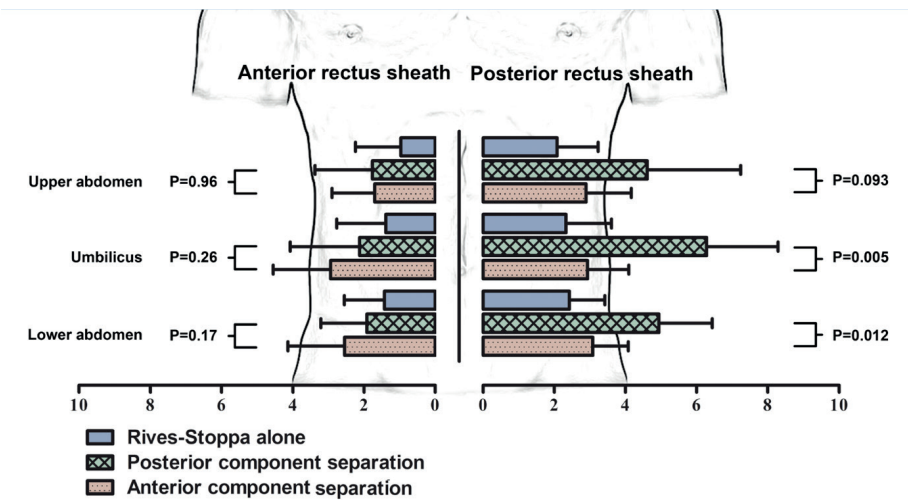 Anterior rectus sheath Posterior rectus sheath
Upper abdomen P=0.96 P=0.093
Umbilicus P=0.26 P=0.005
Lower abdomen P=0.17 P=0.012
10 8 6 4 2 0 0 2 4 6 8 10
Rives-Stoppa alone
Posterior component separation
Anterior component separation